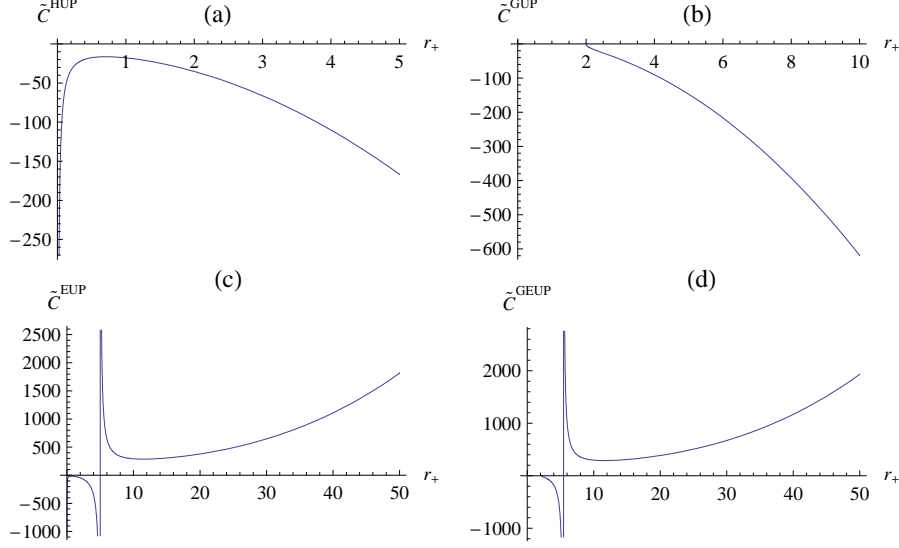 (a)
C̃^HUP
r₊
1 2 3 4 5
−50
−100
−150
−200
−250
(b)
C̃^GUP
r₊
2 4 6 8 10
−100
−200
−300
−400
−500
−600
(c)
C̃^EUP
2500
2000
1500
1000
500
−500
−1000
10 20 30 40 50
r₊
(d)
C̃^GEUP
2000
1000
−1000
10 20 30 40 50
r₊